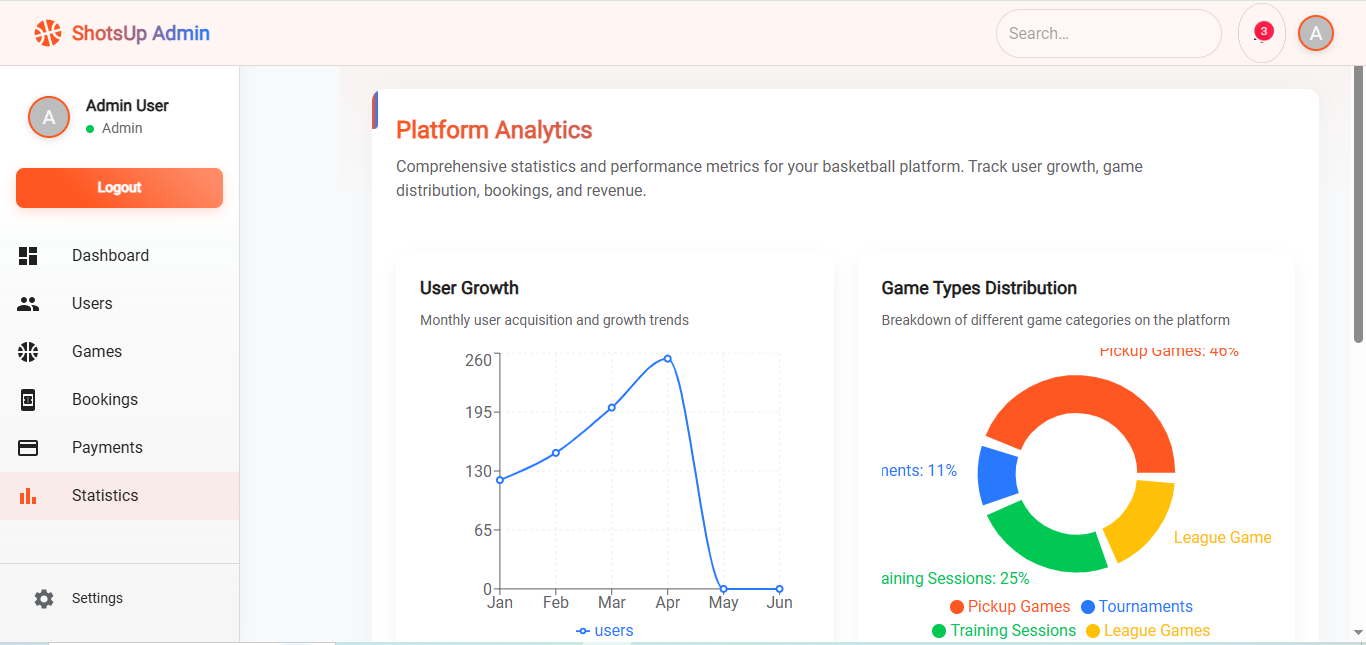 ShotsUp Admin
Search...
3
A
A
Admin User
Admin
Logout
Dashboard
Users
Games
Bookings
Payments
Statistics
Settings
Platform Analytics
Comprehensive statistics and performance metrics for your basketball platform. Track user growth, game
distribution, bookings, and revenue.
User Growth
Monthly user acquisition and growth trends
260
195
130
65
0
Jan Feb Mar Apr May Jun
users
Game Types Distribution
Breakdown of different game categories on the platform
Pickup Games: 46%
ments: 11%
League Game
aining Sessions: 25%
Pickup Games Tournaments
Training Sessions League Games